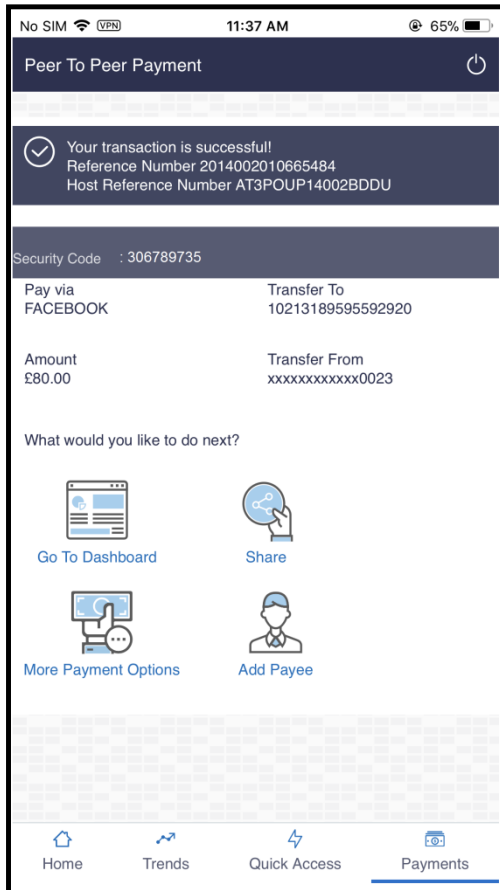 No SIM VPN 11:37 AM 65%
Peer To Peer Payment
Your transaction is successful!
Reference Number 2014002010665484
Host Reference Number AT3POUP14002BDDU
Security Code : 306789735
Pay via Transfer To
FACEBOOK 10213189595592920
Amount Transfer From
£80.00 xxxxxxxxxxxx0023
What would you like to do next?
Go To Dashboard Share
More Payment Options Add Payee
Home Trends Quick Access Payments